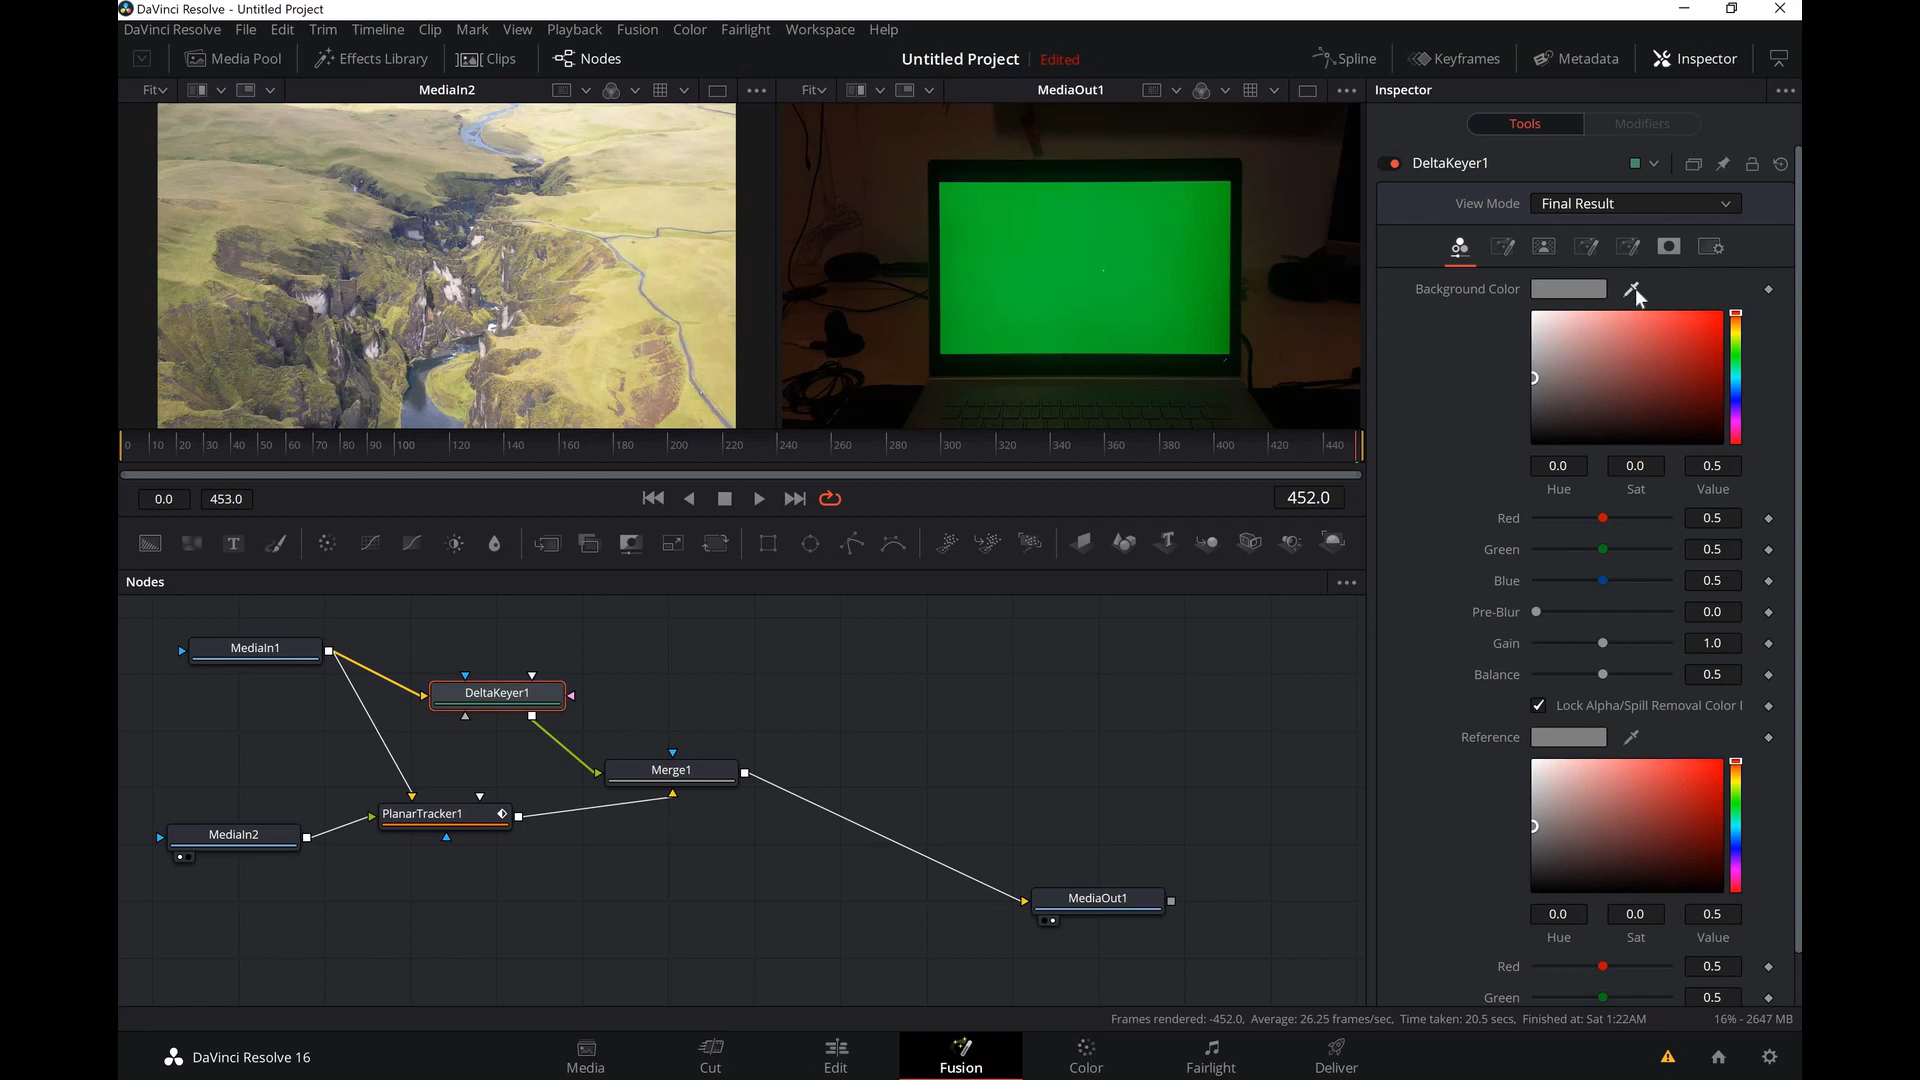 DaVinci Resolve - Untitled Project
DaVinci Resolve File Edit Trim Timeline Clip Mark View Playback Fusion Color Fairlight Workspace Help
Media Pool Effects Library Clips Nodes Untitled Project Edited Spline Keyframes Metadata Inspector
Fit MediaIn2 Fit MediaOut1 Inspector
Tools Modifiers
DeltaKeyer1
View Mode Final Result
Background Color
0.0 0.0 0.5
Hue Sat Value
Red 0.5
Green 0.5
Blue 0.5
Pre-Blur 0.0
Gain 1.0
Balance 0.5
Lock Alpha/Spill Removal Color
Reference
0.0 0.0 0.5
Hue Sat Value
Red 0.5
Green 0.5
0 10 20 30 40 50 60 70 80 90 100 120 140 160 180 200 220 240 260 280 300 320 340 360 380 400 420 440
0.0 453.0 452.0
Nodes
MediaIn1
DeltaKeyer1
Merge1
PlanarTracker1
MediaIn2
MediaOut1
Frames rendered: -452.0, Average: 26.25 frames/sec, Time taken: 20.5 secs, Finished at: Sat 1:22AM 16% - 2647 MB
DaVinci Resolve 16 Media Cut Edit Fusion Color Fairlight Deliver